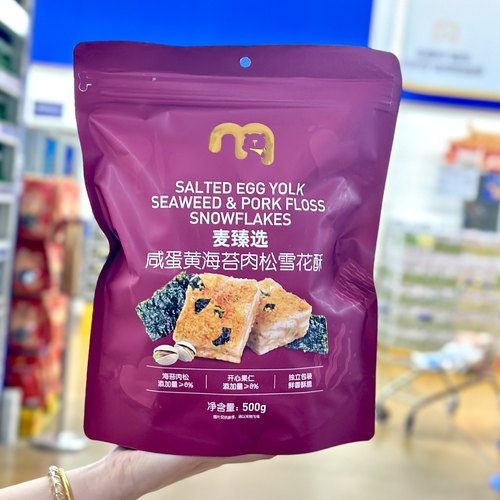 SALTED EGG YOLK
SEAWEED & PORK FLOSS
SNOWFLAKES
麦臻选
咸蛋黄海苔肉松雪花酥
海苔肉松
添加量≥6%
开心果仁
添加量≥8%
独立包装
鲜香酥脆
净含量: 500g